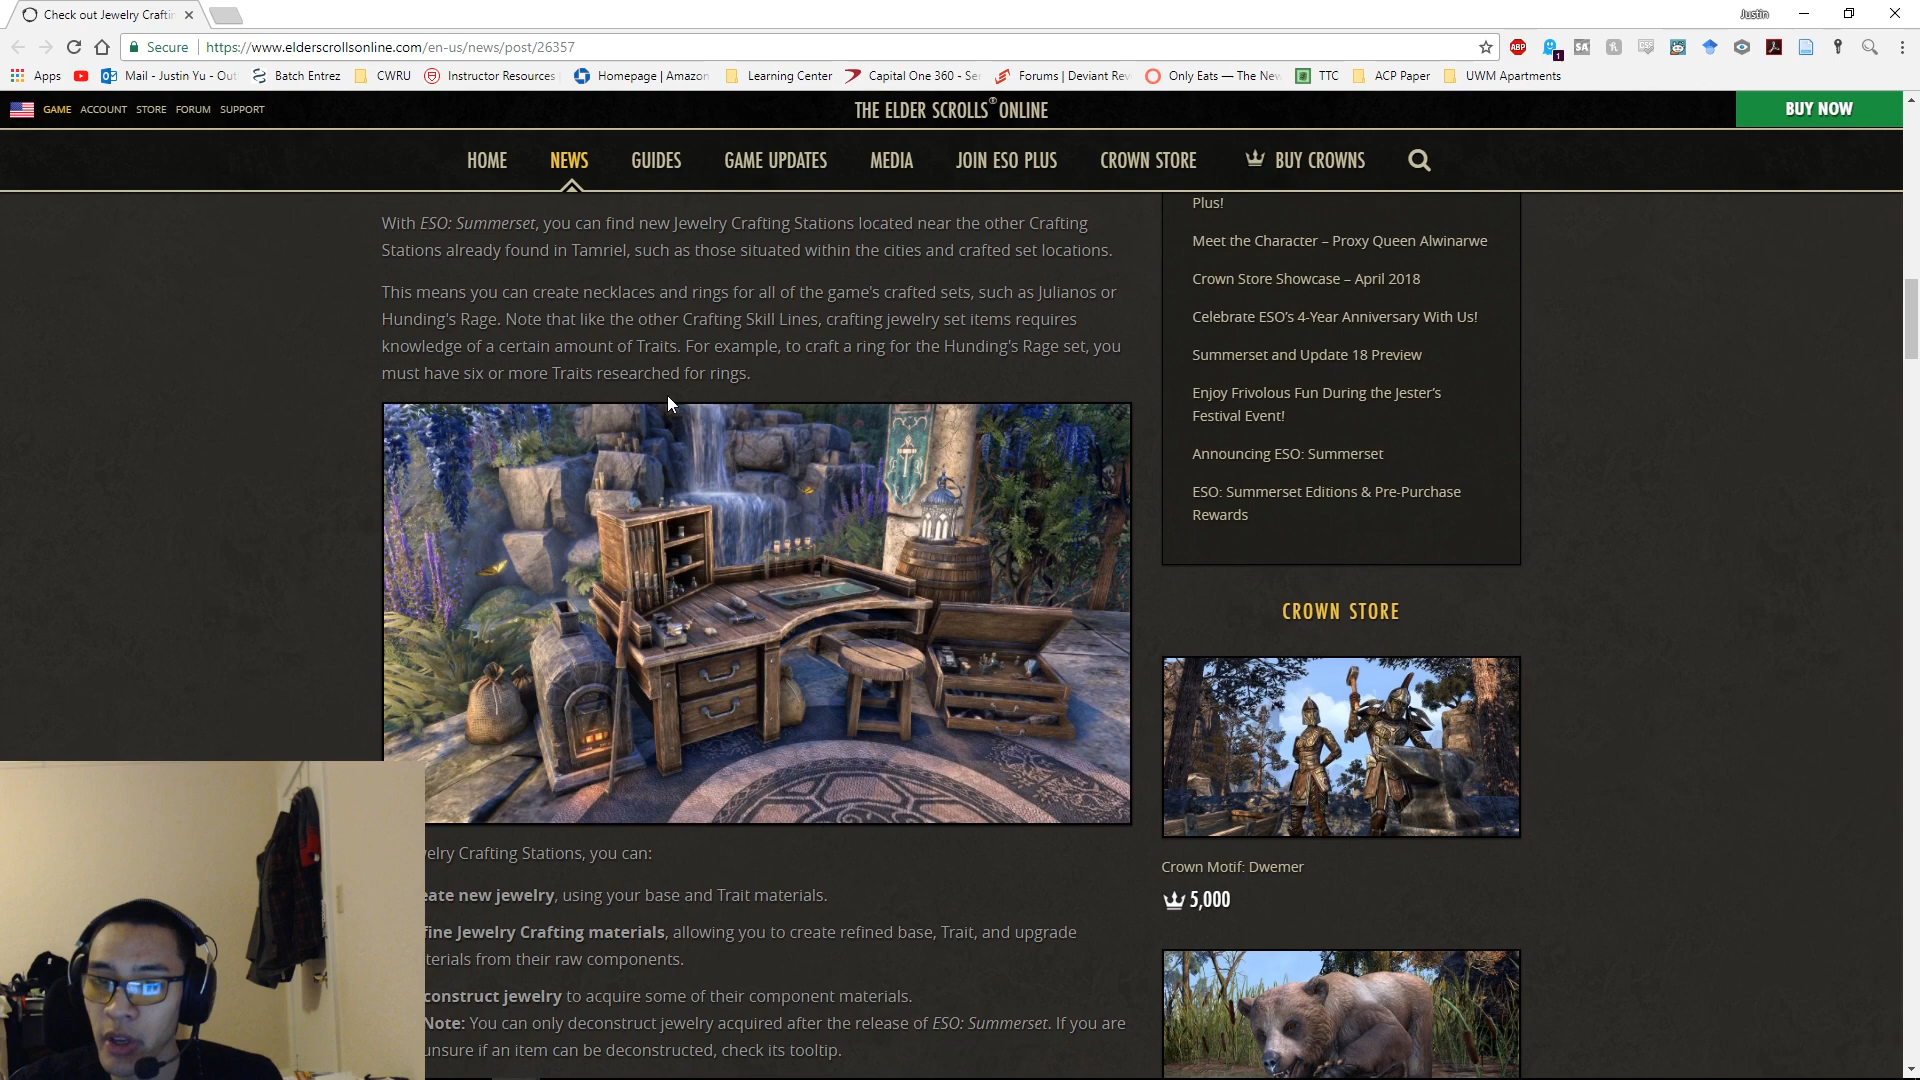 Check out Jewelry Craftin
Justin
Secure
https://www.elderscrollsonline.com/en-us/news/post/26357
ABP
1
SA
CSS
Apps
Mail - Justin Yu - Out
Batch Entrez
CWRU
Instructor Resources
Homepage | Amazon
Learning Center
Capital One 360 - Se
Forums | Deviant Rev
Only Eats — The New
TTC
ACP Paper
UWM Apartments
GAME
ACCOUNT
STORE
FORUM
SUPPORT
THE ELDER SCROLLS® ONLINE
BUY NOW
HOME
NEWS
GUIDES
GAME UPDATES
MEDIA
JOIN ESO PLUS
CROWN STORE
BUY CROWNS
With ESO: Summerset, you can find new Jewelry Crafting Stations located near the other Crafting
Stations already found in Tamriel, such as those situated within the cities and crafted set locations.
This means you can create necklaces and rings for all of the game's crafted sets, such as Julianos or
Hunding's Rage. Note that like the other Crafting Skill Lines, crafting jewelry set items requires
knowledge of a certain amount of Traits. For example, to craft a ring for the Hunding's Rage set, you
must have six or more Traits researched for rings.
elry Crafting Stations, you can:
eate new jewelry, using your base and Trait materials.
fine Jewelry Crafting materials, allowing you to create refined base, Trait, and upgrade
terials from their raw components.
construct jewelry to acquire some of their component materials.
Note: You can only deconstruct jewelry acquired after the release of ESO: Summerset. If you are
unsure if an item can be deconstructed, check its tooltip.
Plus!
Meet the Character – Proxy Queen Alwinarwe
Crown Store Showcase – April 2018
Celebrate ESO’s 4-Year Anniversary With Us!
Summerset and Update 18 Preview
Enjoy Frivolous Fun During the Jester’s
Festival Event!
Announcing ESO: Summerset
ESO: Summerset Editions & Pre-Purchase
Rewards
CROWN STORE
Crown Motif: Dwemer
5,000